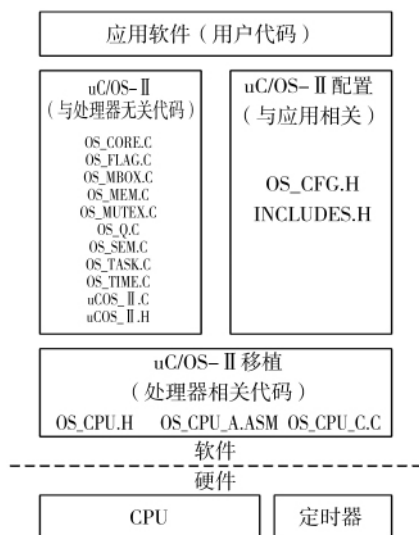 应用软件（用户代码）
uC/OS-Ⅱ
（与处理器无关代码）
OS_CORE.C
OS_FLAG.C
OS_MBOX.C
OS_MEM.C
OS_MUTEX.C
OS_Q.C
OS_SEM.C
OS_TASK.C
OS_TIME.C
uCOS_Ⅱ.C
uCOS_Ⅱ.H
uC/OS-Ⅱ配置
（与应用相关）
OS_CFG.H
INCLUDES.H
uC/OS-Ⅱ移植
（处理器相关代码）
OS_CPU.H OS_CPU_A.ASM OS_CPU_C.C
软件
硬件
CPU
定时器